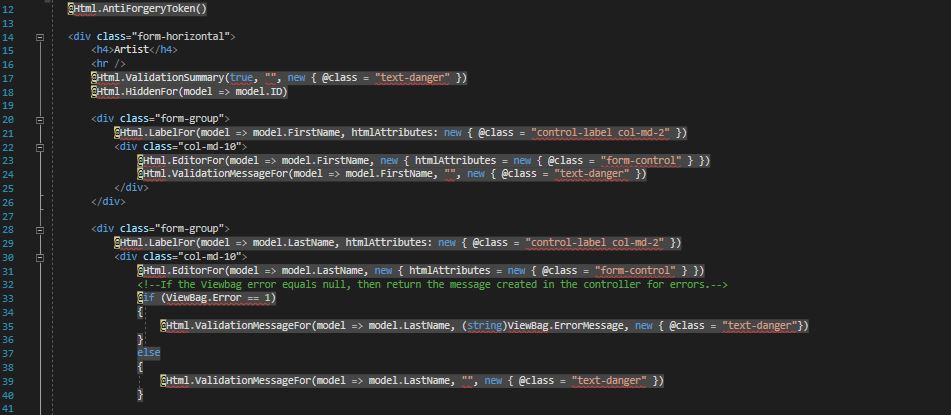 12 @Html.AntiForgeryToken()
13
14 <div class="form-horizontal">
15 <h4>Artist</h4>
16 <hr />
17 @Html.ValidationSummary(true, "", new { @class = "text-danger" })
18 @Html.HiddenFor(model => model.ID)
19
20 <div class="form-group">
21 @Html.LabelFor(model => model.FirstName, htmlAttributes: new { @class = "control-label col-md-2" })
22 <div class="col-md-10">
23 @Html.EditorFor(model => model.FirstName, new { htmlAttributes = new { @class = "form-control" } })
24 @Html.ValidationMessageFor(model => model.FirstName, "", new { @class = "text-danger" })
25 </div>
26 </div>
27
28 <div class="form-group">
29 @Html.LabelFor(model => model.LastName, htmlAttributes: new { @class = "control-label col-md-2" })
30 <div class="col-md-10">
31 @Html.EditorFor(model => model.LastName, new { htmlAttributes = new { @class = "form-control" } })
32 <!--If the Viewbag error equals null, then return the message created in the controller for errors.-->
33 @if (ViewBag.Error == 1)
34 {
35 @Html.ValidationMessageFor(model => model.LastName, (string)ViewBag.ErrorMessage, new { @class = "text-danger"})
36 }
37 else
38 {
39 @Html.ValidationMessageFor(model => model.LastName, "", new { @class = "text-danger" })
40 }
41